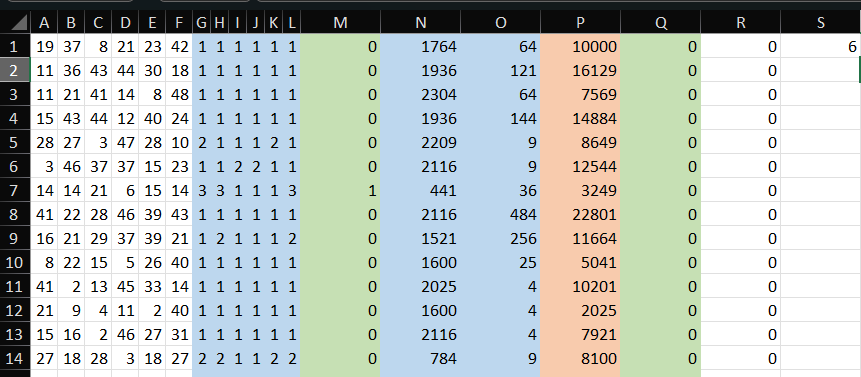 A B C D E F G H I J K L M N O P Q R S
1 19 37 8 21 23 42 1 1 1 1 1 1 0 1764 64 10000 0 0 6
2 11 36 43 44 30 18 1 1 1 1 1 1 0 1936 121 16129 0 0
3 11 21 41 14 8 48 1 1 1 1 1 1 0 2304 64 7569 0 0
4 15 43 44 12 40 24 1 1 1 1 1 1 0 1936 144 14884 0 0
5 28 27 3 47 28 10 2 1 1 1 2 1 0 2209 9 8649 0 0
6 3 46 37 37 15 23 1 1 2 2 1 1 0 2116 9 12544 0 0
7 14 14 21 6 15 14 3 3 1 1 1 3 1 441 36 3249 0 0
8 41 22 28 46 39 43 1 1 1 1 1 1 0 2116 484 22801 0 0
9 16 21 29 37 39 21 1 2 1 1 1 2 0 1521 256 11664 0 0
10 8 22 15 5 26 40 1 1 1 1 1 1 0 1600 25 5041 0 0
11 41 2 13 45 33 14 1 1 1 1 1 1 0 2025 4 10201 0 0
12 21 9 4 11 2 40 1 1 1 1 1 1 0 1600 4 2025 0 0
13 15 16 2 46 27 31 1 1 1 1 1 1 0 2116 4 7921 0 0
14 27 18 28 3 18 27 2 2 1 1 2 2 0 784 9 8100 0 0